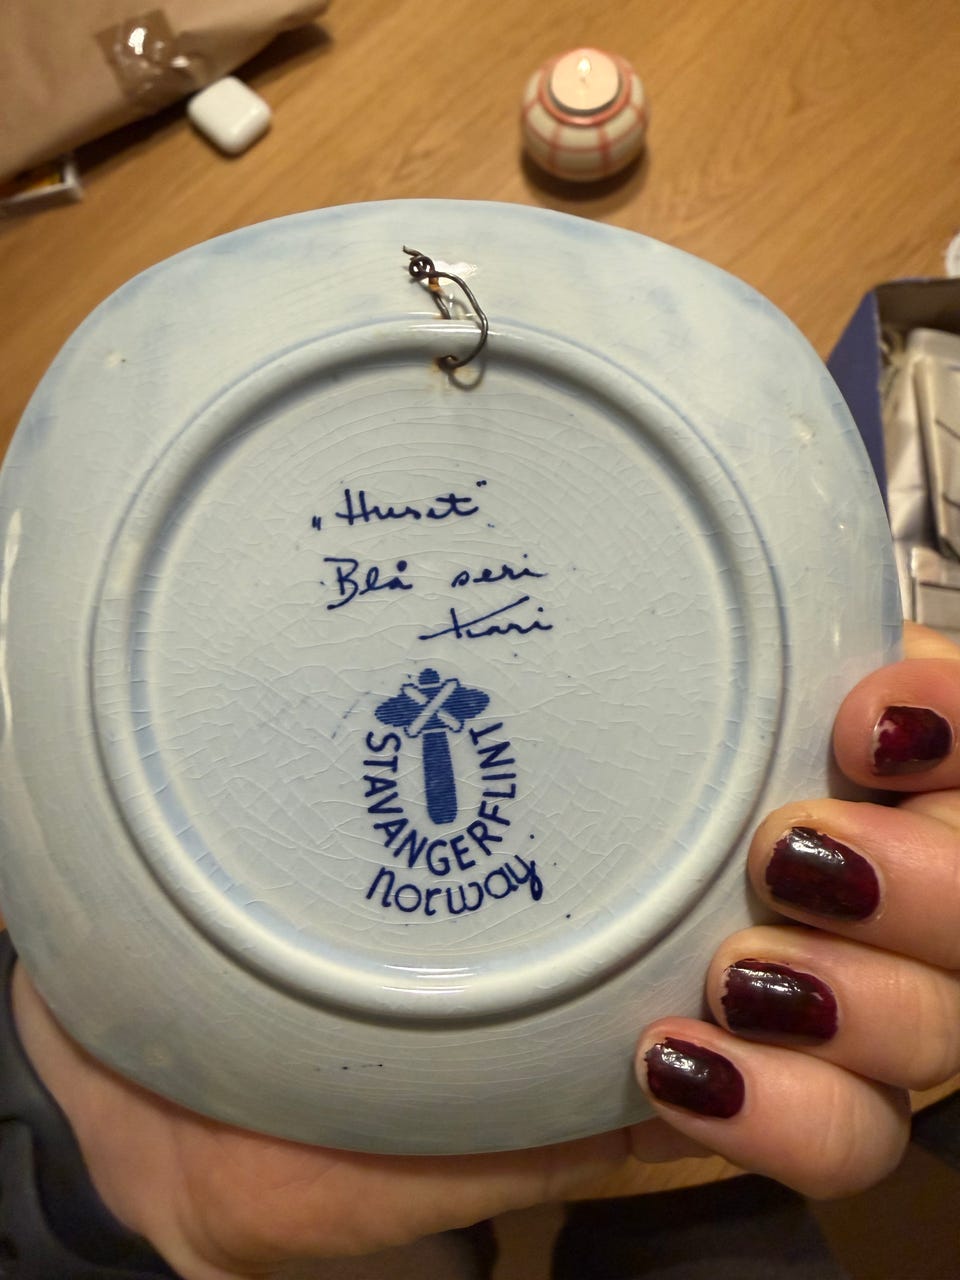 „Huset”
Blå seri
Kari
STAVANGERFLINT
norway